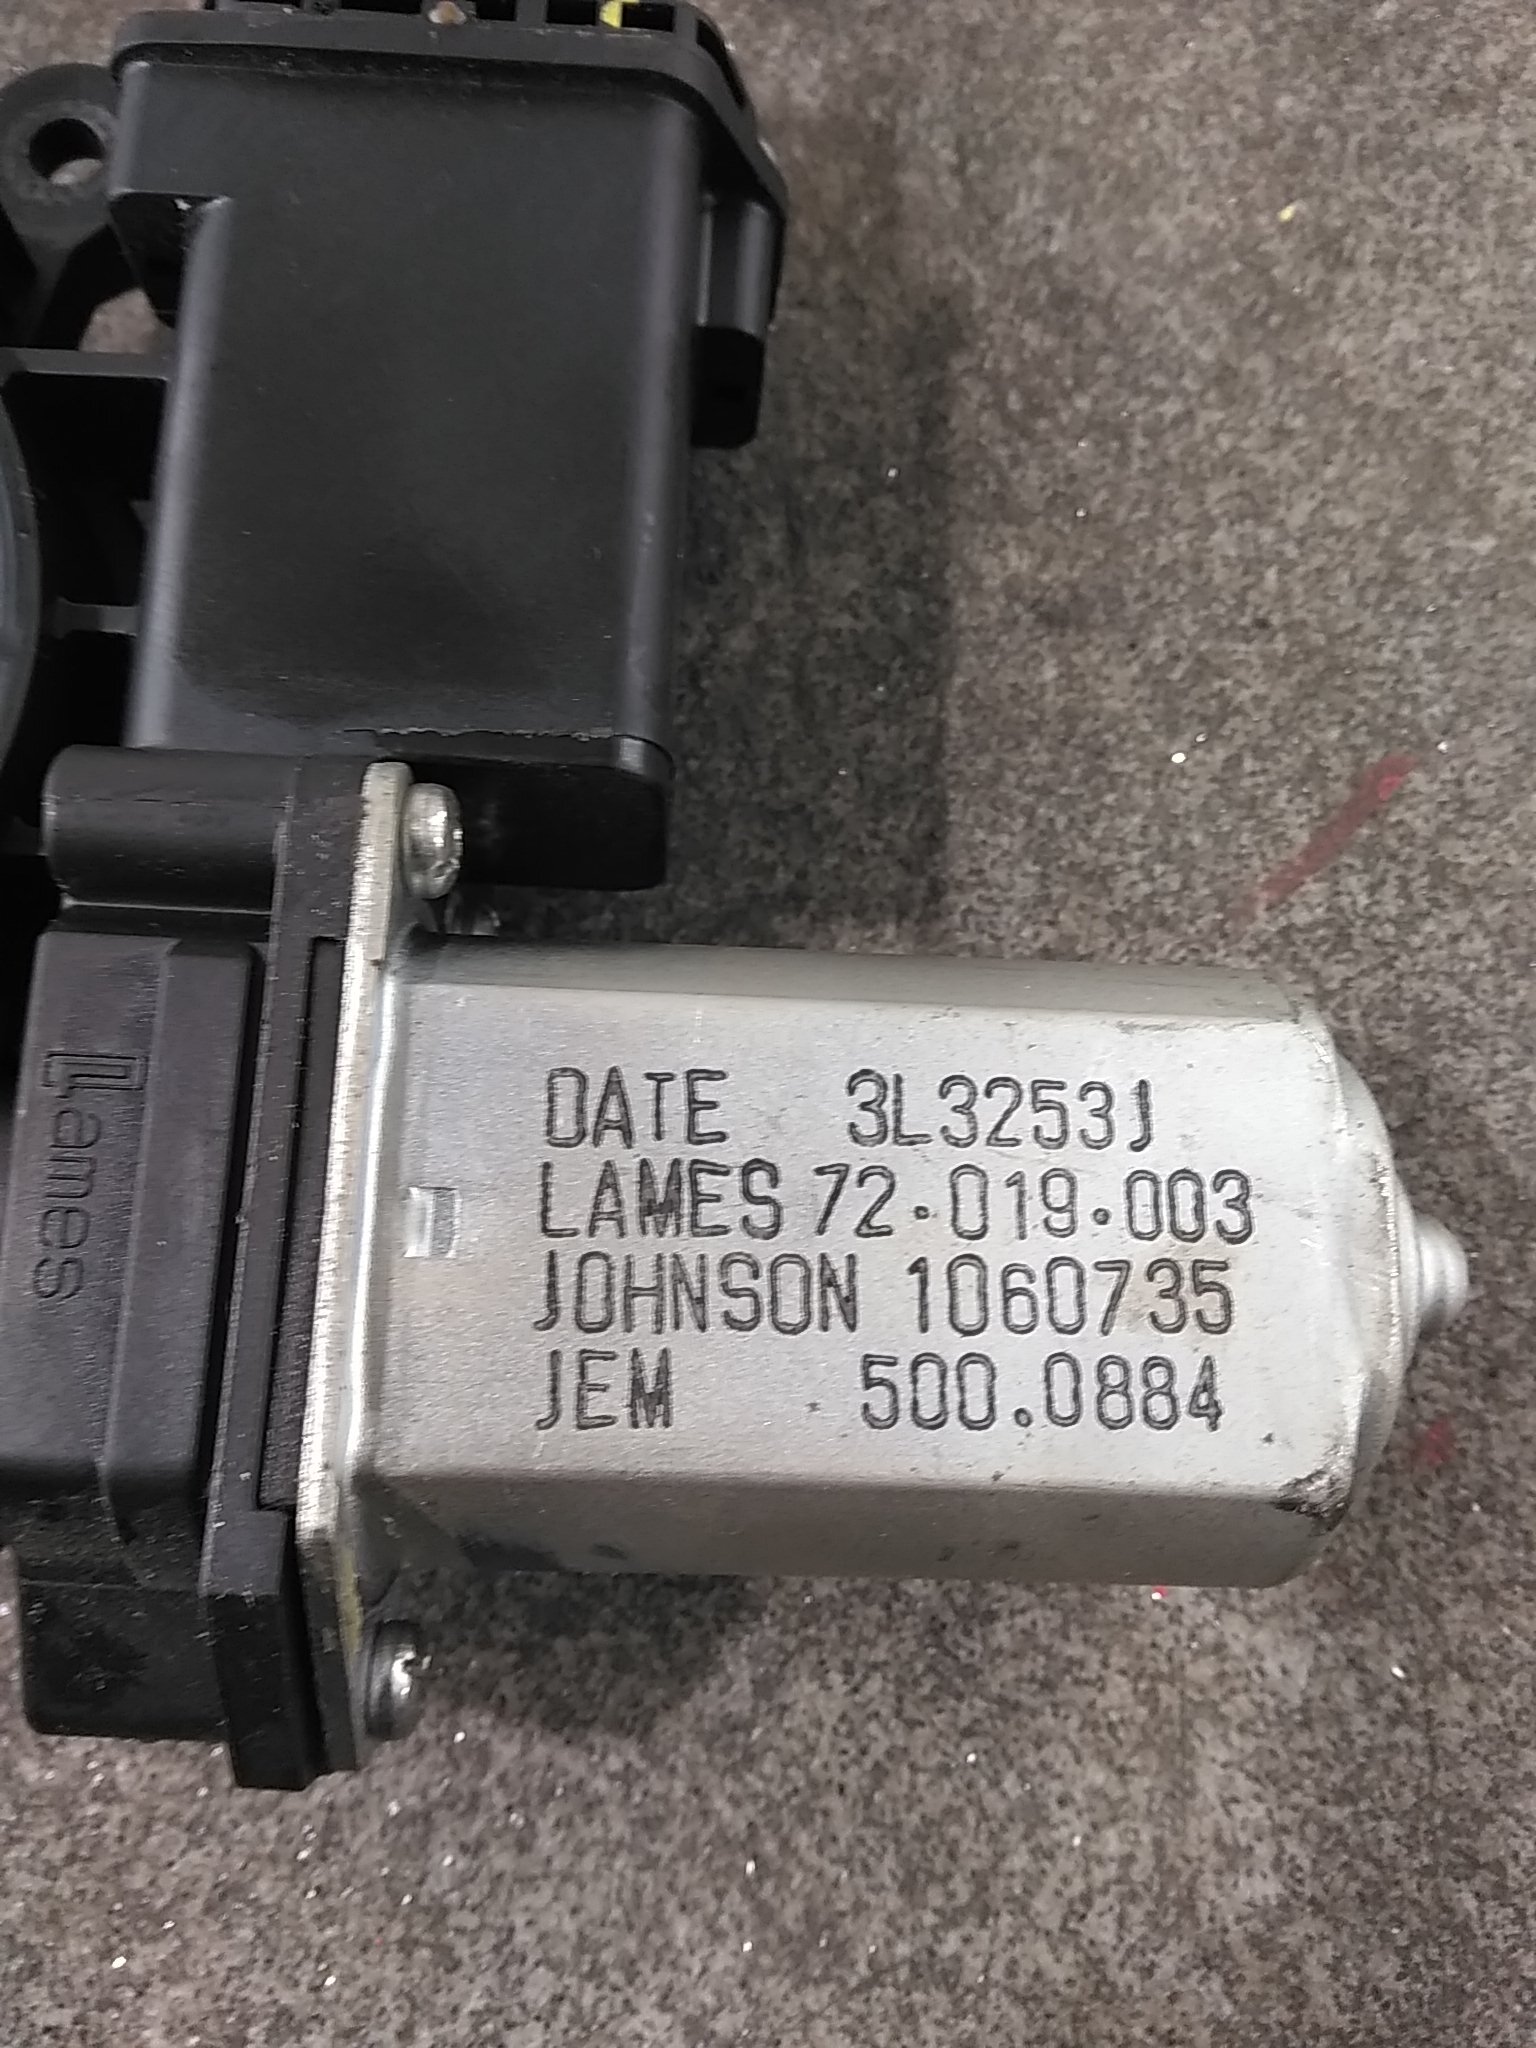 DATE 3L3253J
LAMES 72.019.003
JOHNSON 1060735
JEM 500.0884
Lames